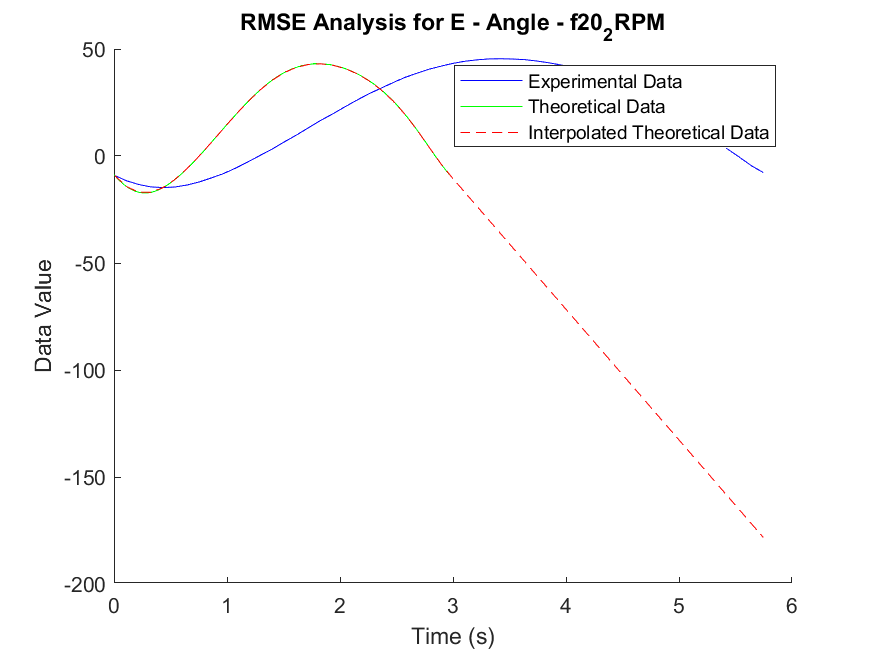 RMSE Analysis for E - Angle - f20₂RPM
50
0
-50
-100
-150
-200
Data Value
Experimental Data
Theoretical Data
Interpolated Theoretical Data
0 1 2 3 4 5 6
Time (s)